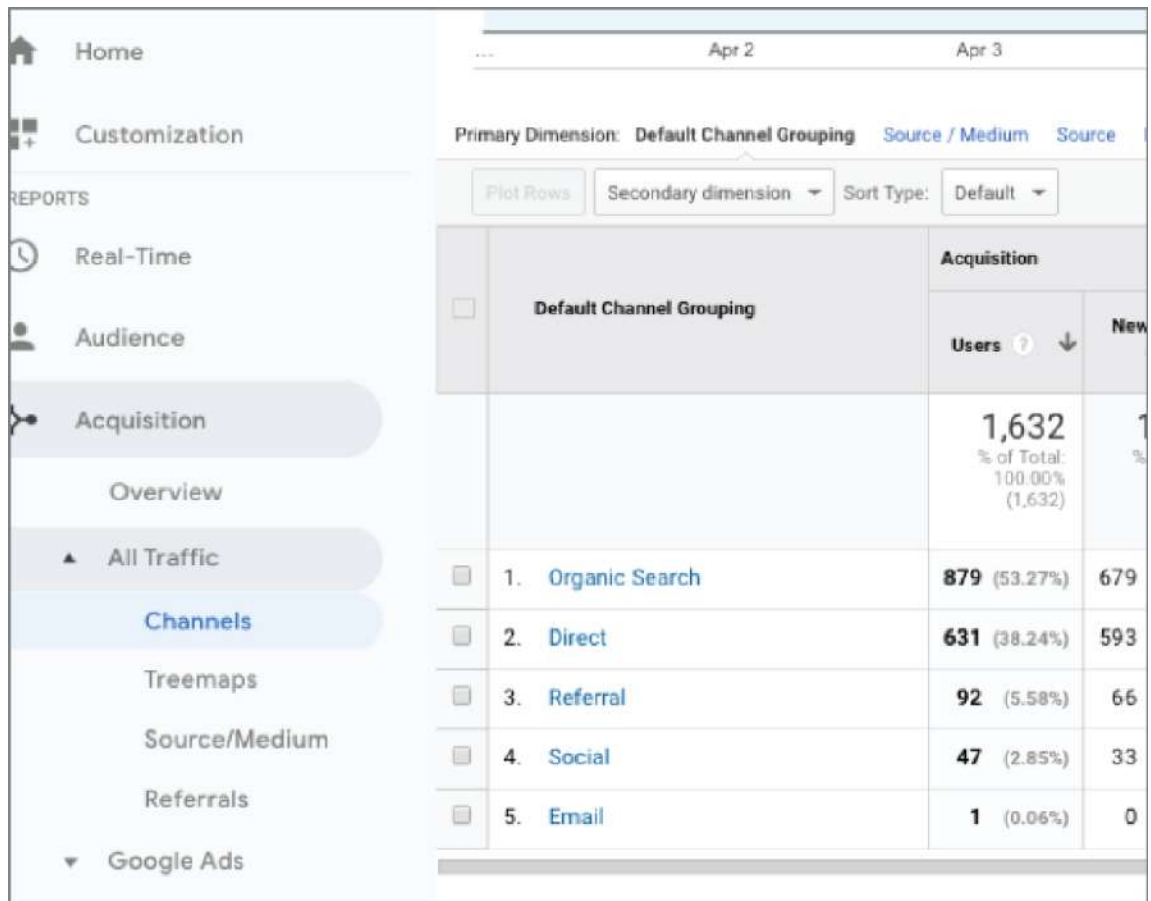 Home
Customization
REPORTS
Real-Time
Audience
Acquisition
Overview
All Traffic
Channels
Treemaps
Source/Medium
Referrals
Google Ads
... Apr 2 Apr 3
Primary Dimension: Default Channel Grouping Source / Medium Source
Plot Rows Secondary dimension Sort Type: Default
Default Channel Grouping
Acquisition
Users ? New
1,632
% of Total:
100.00%
(1,632)
1. Organic Search 879 (53.27%) 679
2. Direct 631 (38.24%) 593
3. Referral 92 (5.58%) 66
4. Social 47 (2.85%) 33
5. Email 1 (0.06%) 0